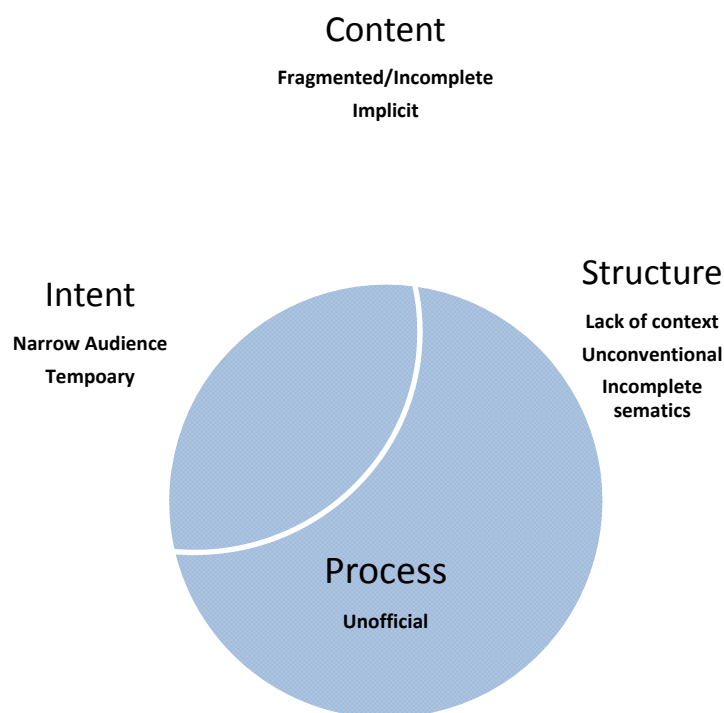 Content
Fragmented/Incomplete
Implicit
Intent
Narrow Audience
Tempoary
Structure
Lack of context
Unconventional
Incomplete
sematics
Process
Unofficial